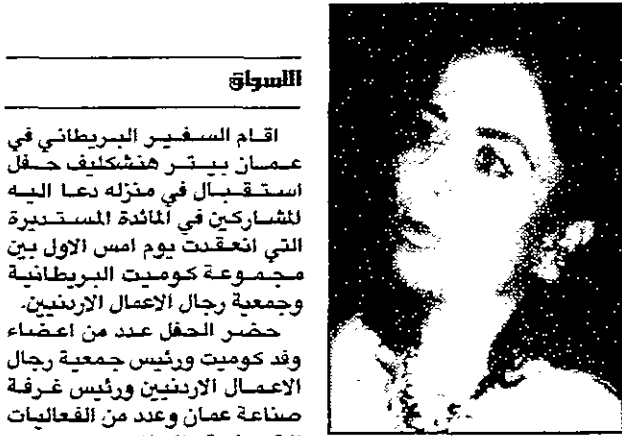 الاسواق
اقام السفير البريطاني في
عمان بيتر هنشكليف حفل
استقبال في منزله دعا اليه
المشاركين في المائدة المستديرة
التي انعقدت يوم امس الاول بين
مجموعة كوميت البريطانية
وجمعية رجال الاعمال الاردنيين.
حضر الحفل عدد من اعضاء
وفد كوميت ورئيس جمعية رجال
الاعمال الاردنيين ورئيس غرفة
صناعة عمان وعدد من الفعاليات